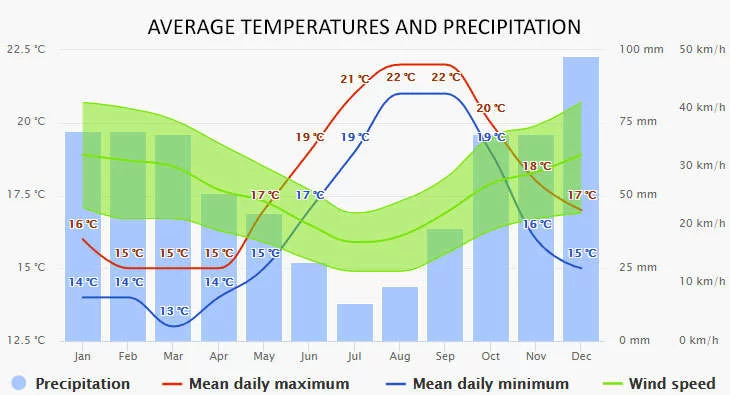 AVERAGE TEMPERATURES AND PRECIPITATION
22.5 °C 100 mm 50 km/h
22 °C 22 °C
21 °C
20 °C 40 km/h
20 °C 75 mm
19 °C 19 °C 19 °C
18 °C 30 km/h
17.5 °C 17 °C 17 °C 17 °C 50 mm
16 °C 16 °C 20 km/h
15 °C 15 °C 15 °C 15 °C 15 °C
15 °C 25 mm
14 °C 14 °C 14 °C 10 km/h
13 °C
12.5 °C 0 mm 0 km/h
Jan Feb Mar Apr May Jun Jul Aug Sep Oct Nov Dec
Precipitation Mean daily maximum Mean daily minimum Wind speed